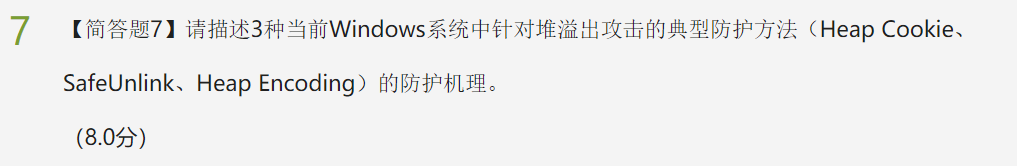 7 【简答题7】请描述3种当前Windows系统中针对堆溢出攻击的典型防护方法（Heap Cookie、
SafeUnlink、Heap Encoding）的防护机理。
（8.0分）